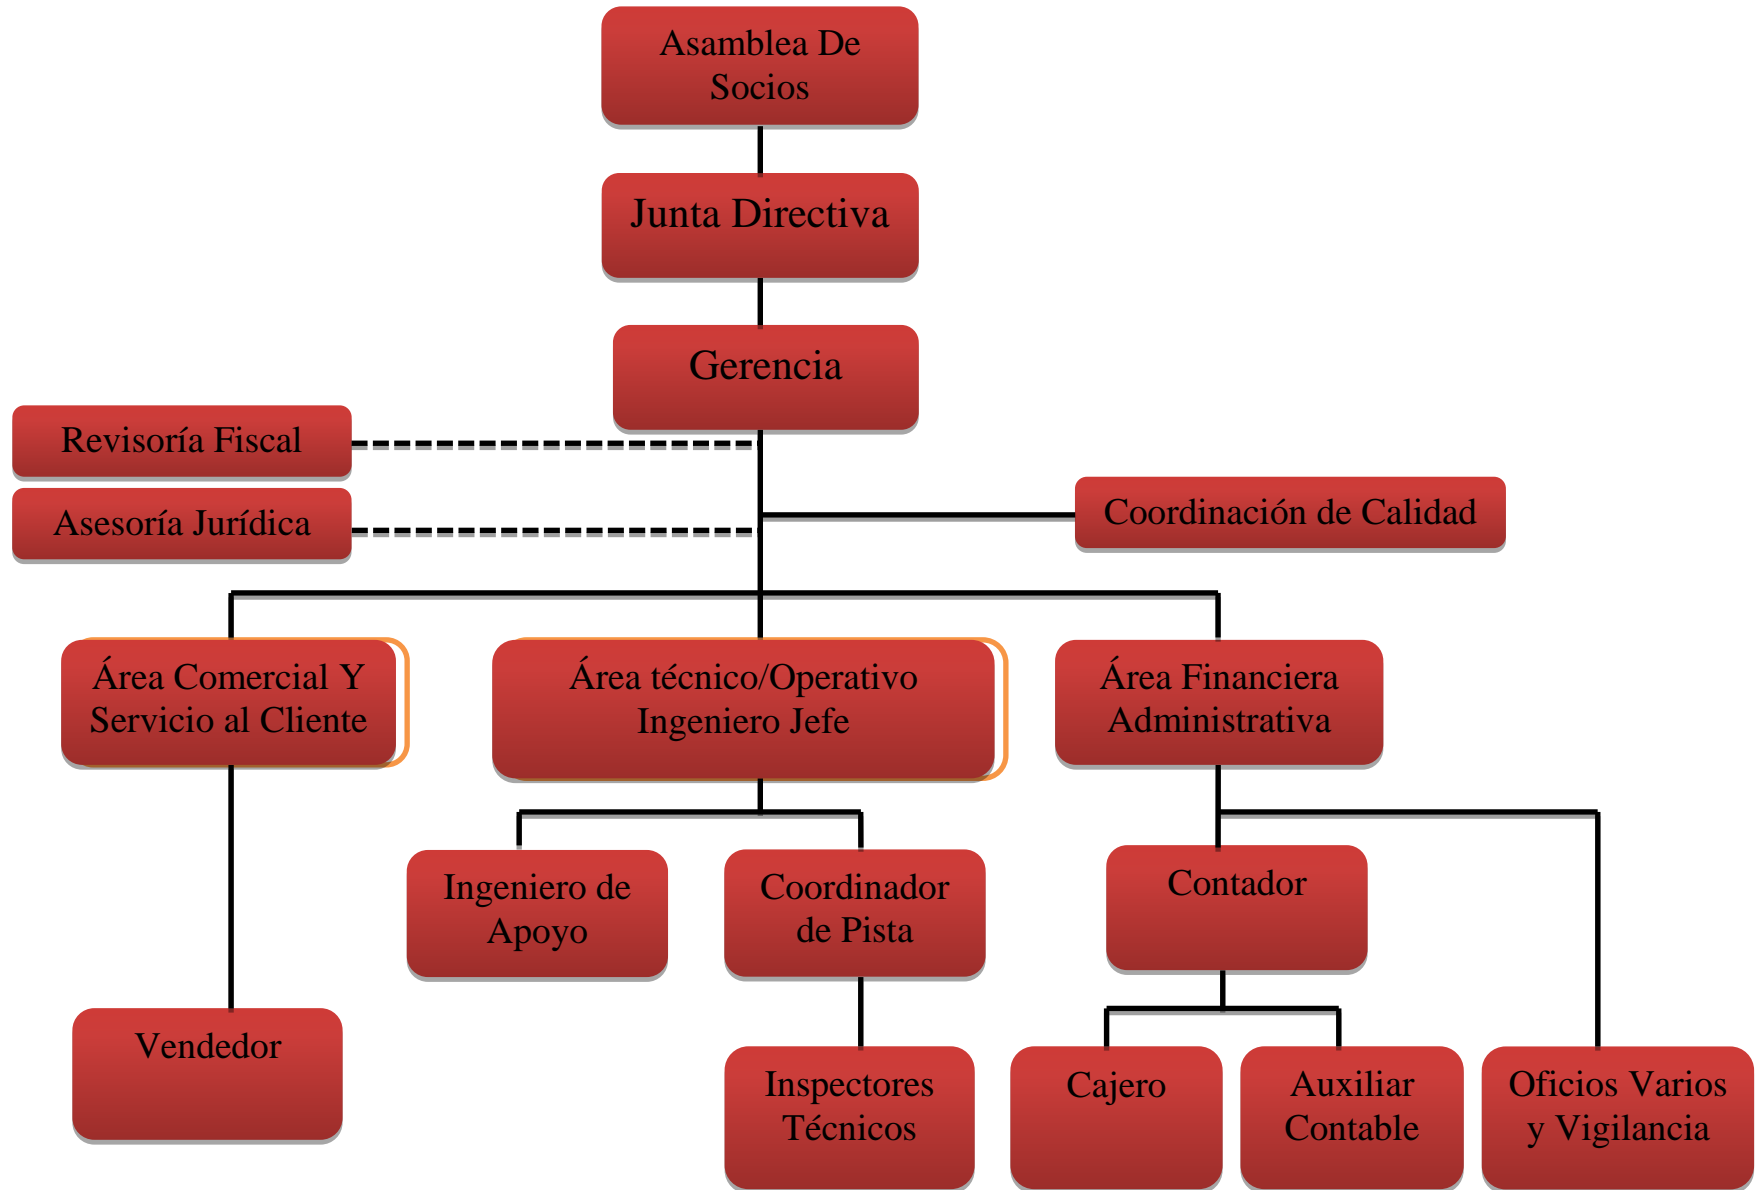 Asamblea De
Socios
Junta Directiva
Gerencia
Revisoría Fiscal
Asesoría Jurídica
Coordinación de Calidad
Área Comercial Y
Servicio al Cliente
Área técnico/Operativo
Ingeniero Jefe
Área Financiera
Administrativa
Ingeniero de
Apoyo
Coordinador
de Pista
Contador
Vendedor
Inspectores
Técnicos
Cajero
Auxiliar
Contable
Oficios Varios
y Vigilancia